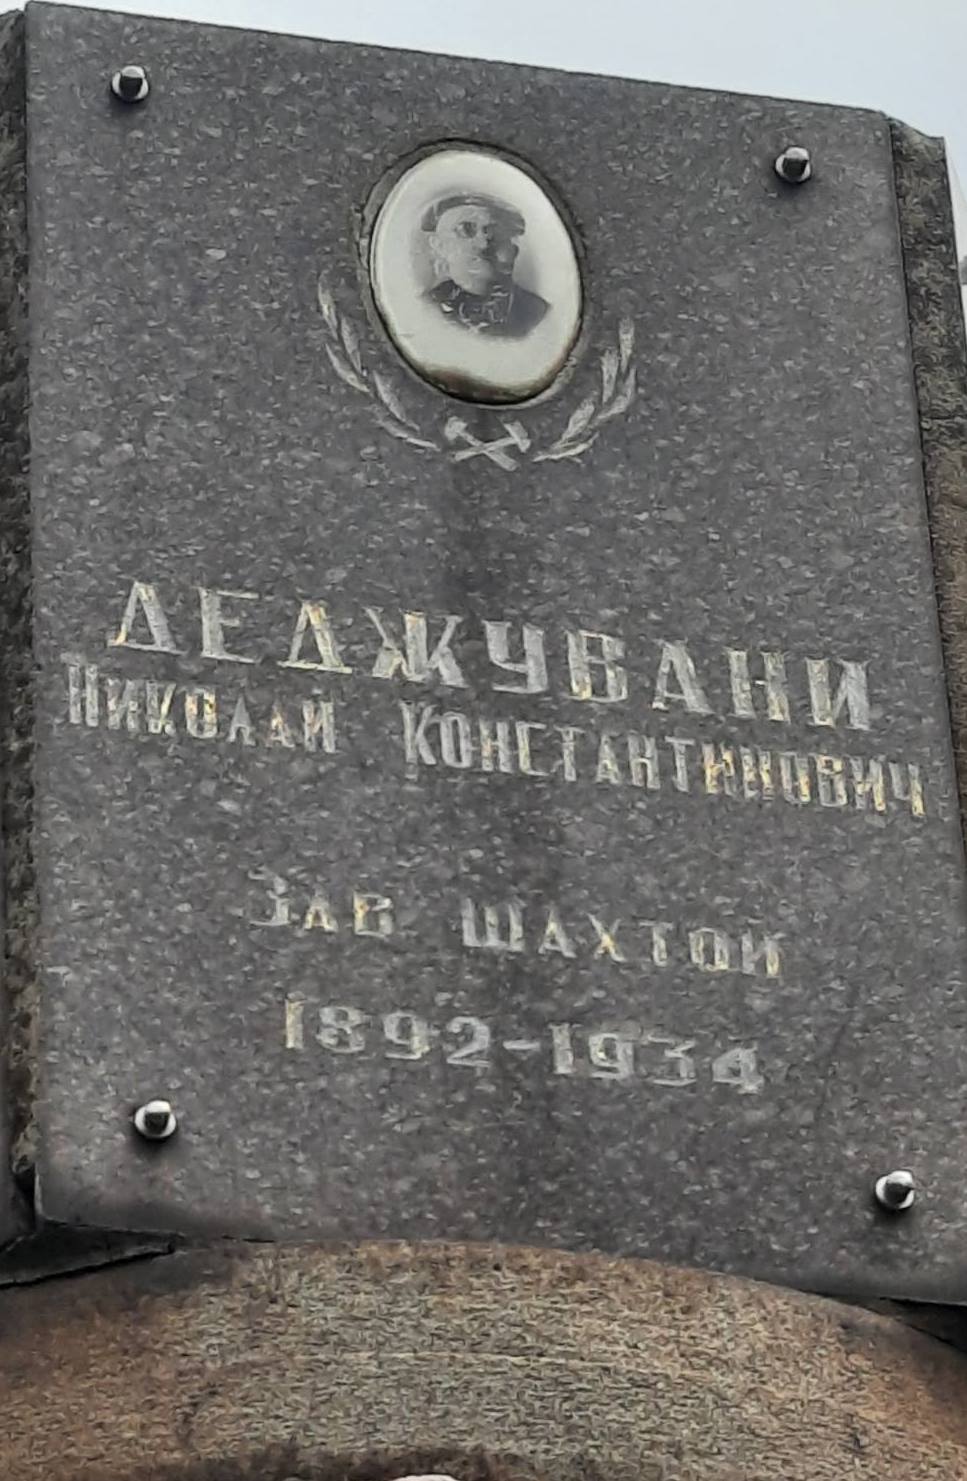 ДЕДЖУВАНИ
Николай Константинович
Зав шахтой
1892-1934